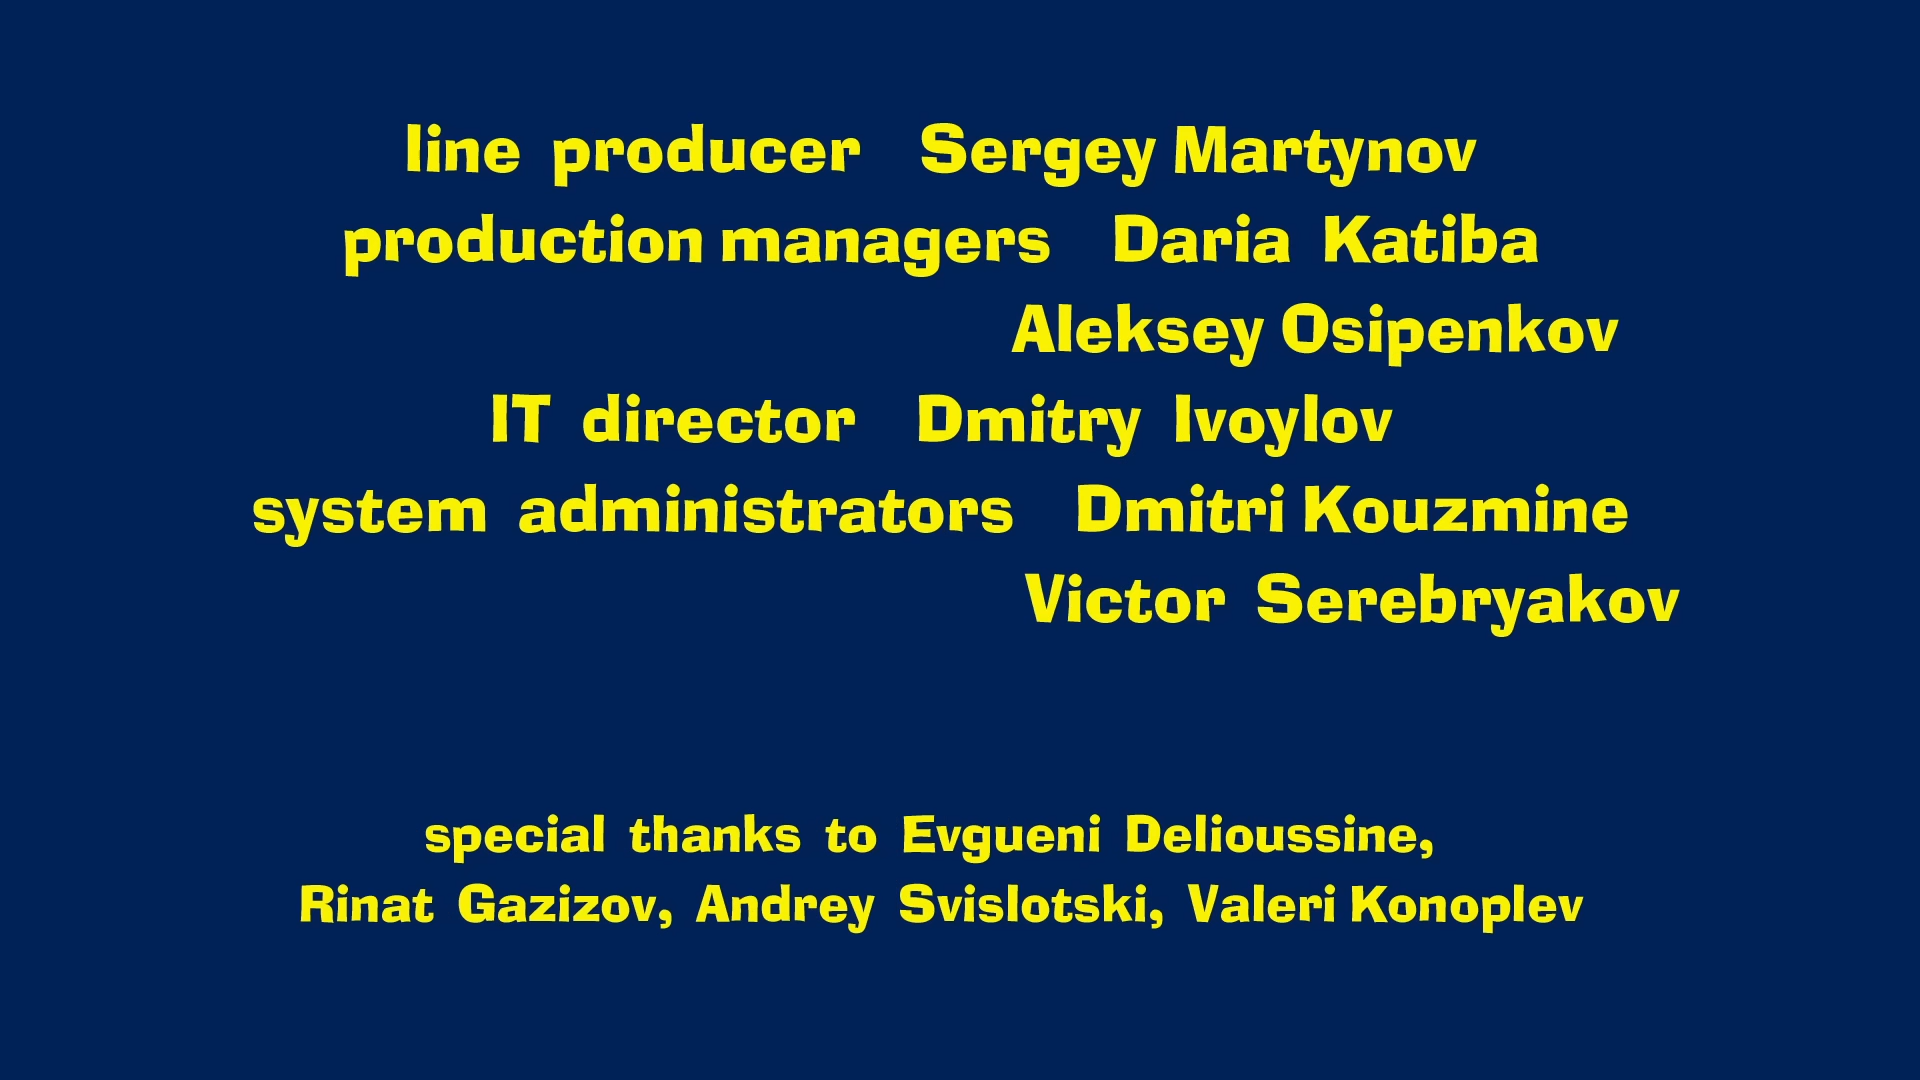 line producer Sergey Martynov
production managers Daria Katiba
Aleksey Osipenkov
IT director Dmitry Ivoylov
system administrators Dmitri Kouzmine
Victor Serebryakov
special thanks to Evgueni Delioussine,
Rinat Gazizov, Andrey Svislotski, Valeri Konoplev